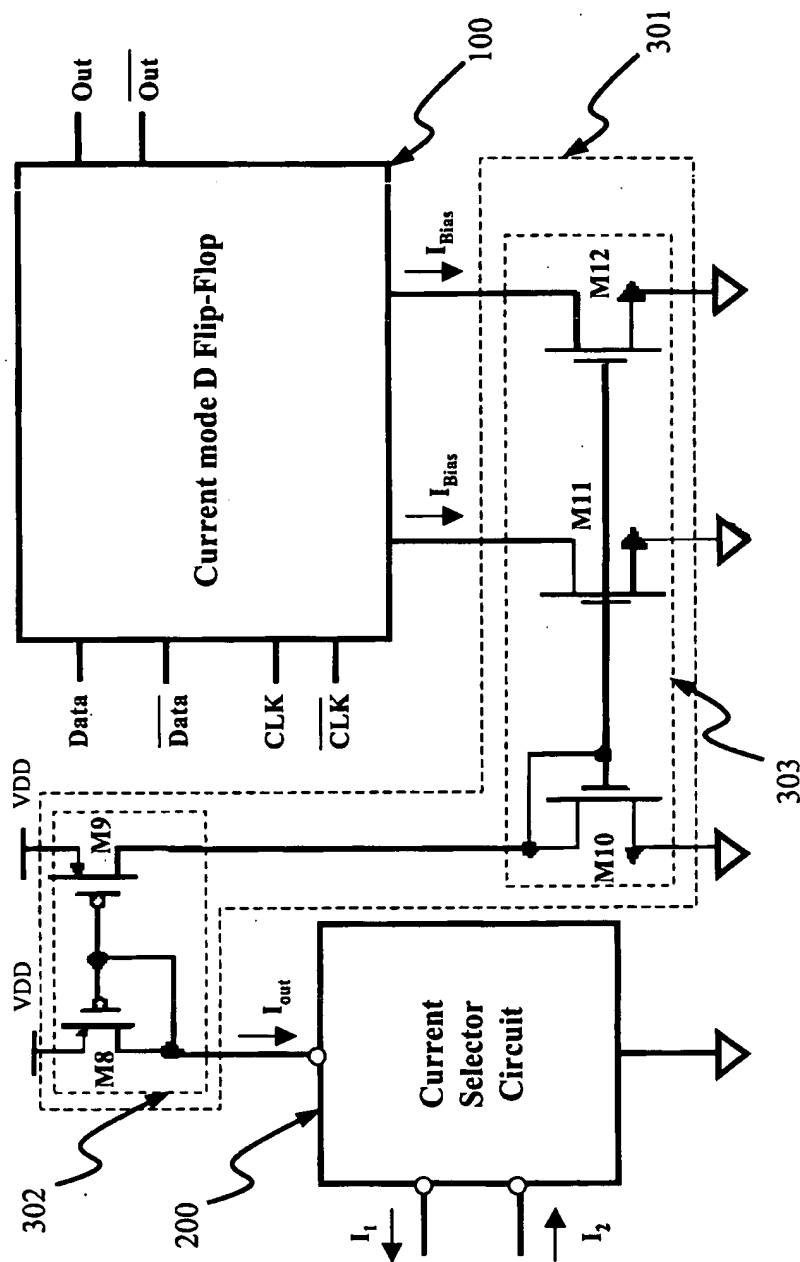 Out
Out
100
301
Current mode D Flip-Flop
Data
Data
CLK
CLK
I_Bias
I_Bias
M12
M11
M10
303
VDD
VDD
M9
M8
302
I_out
200
Current
Selector
Circuit
I_1
I_2